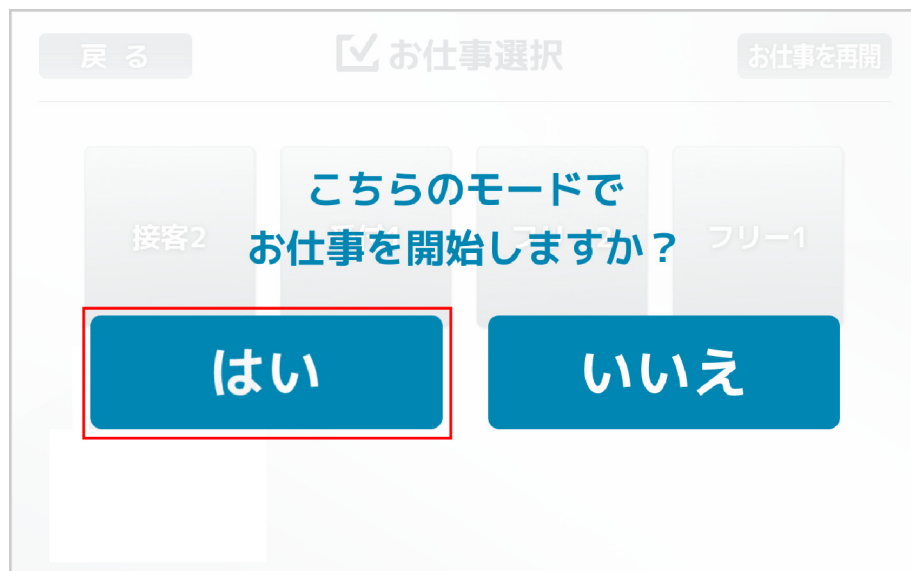 戻る
お仕事選択
お仕事を再開
こちらのモードで
お仕事を開始しますか？
接客2
フリー1
はい
いいえ